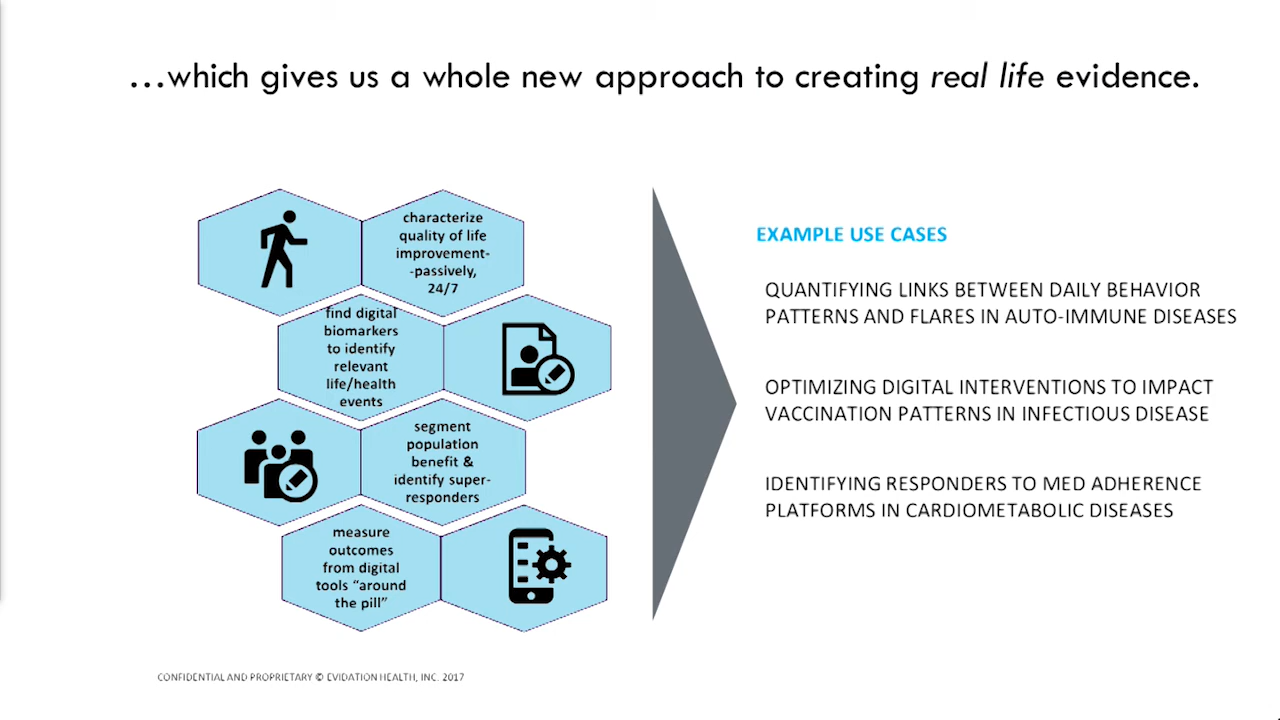 ...which gives us a whole new approach to creating real life evidence.
characterize
quality of life
improvement-
-passively,
24/7
find digital
biomarkers
to identify
relevant
life/health
events
segment
population
benefit &
identify super-
responders
measure
outcomes
from digital
tools “around
the pill”
EXAMPLE USE CASES
QUANTIFYING LINKS BETWEEN DAILY BEHAVIOR
PATTERNS AND FLARES IN AUTO-IMMUNE DISEASES
OPTIMIZING DIGITAL INTERVENTIONS TO IMPACT
VACCINATION PATTERNS IN INFECTIOUS DISEASE
IDENTIFYING RESPONDERS TO MED ADHERENCE
PLATFORMS IN CARDIOMETABOLIC DISEASES
CONFIDENTIAL AND PROPRIETARY © EVIDATION HEALTH, INC. 2017